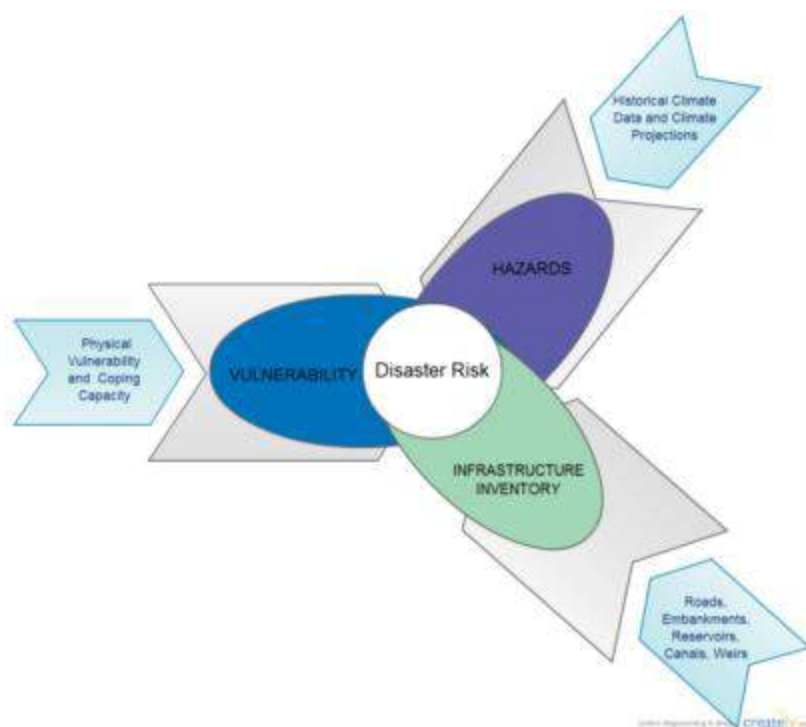 Historical Climate
Data and Climate
Projections
HAZARDS
Physical
Vulnerability
and Coping
Capacity
VULNERABILITY
Disaster Risk
INFRASTRUCTURE
INVENTORY
Roads,
Embankments,
Reservoirs,
Canals, Weirs
create